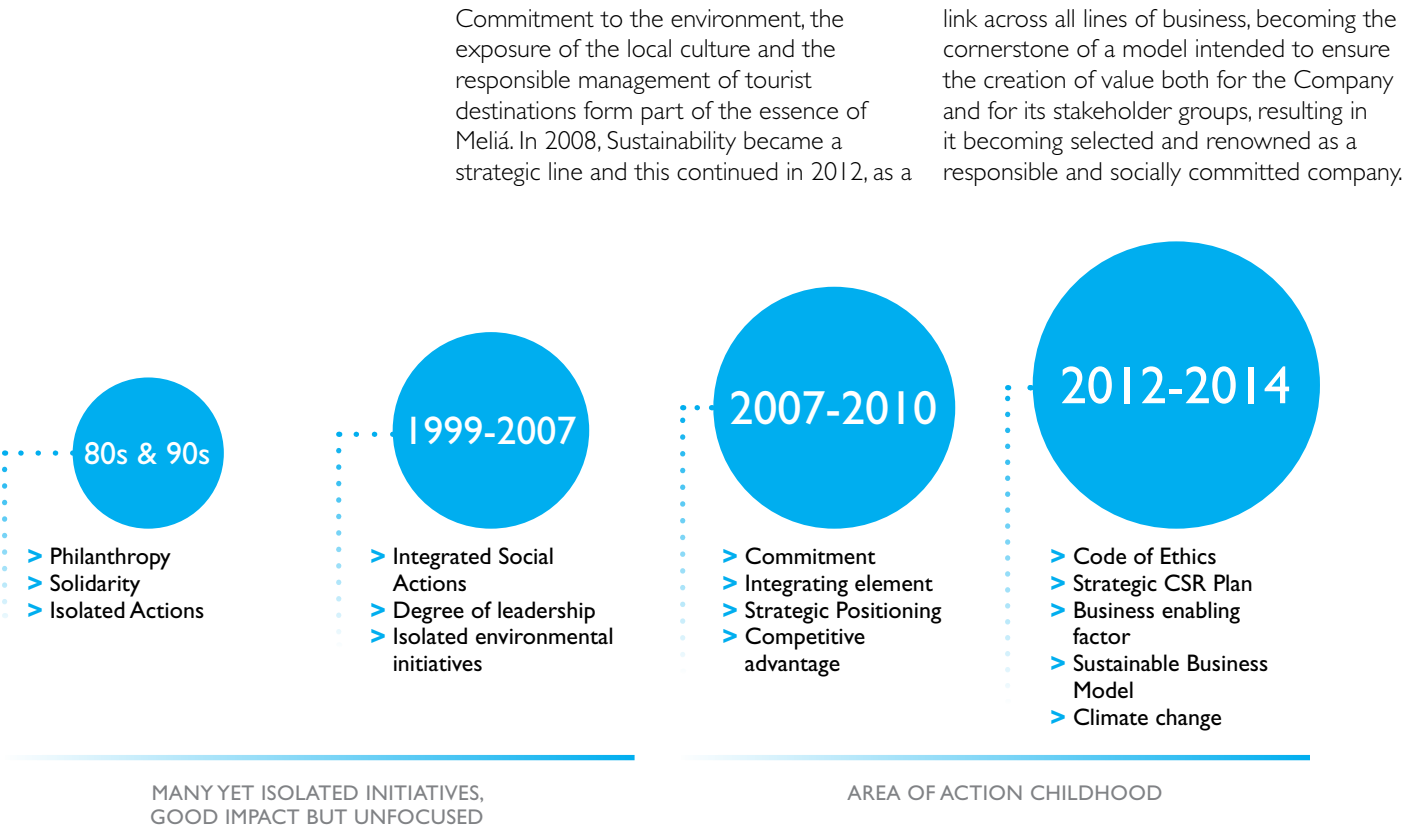 Commitment to the environment, the
exposure of the local culture and the
responsible management of tourist
destinations form part of the essence of
Meliá. In 2008, Sustainability became a
strategic line and this continued in 2012, as a
link across all lines of business, becoming the
cornerstone of a model intended to ensure
the creation of value both for the Company
and for its stakeholder groups, resulting in
it becoming selected and renowned as a
responsible and socially committed company.
80s & 90s
> Philanthropy
> Solidarity
> Isolated Actions
1999-2007
> Integrated Social
Actions
> Degree of leadership
> Isolated environmental
initiatives
2007-2010
> Commitment
> Integrating element
> Strategic Positioning
> Competitive
advantage
2012-2014
> Code of Ethics
> Strategic CSR Plan
> Business enabling
factor
> Sustainable Business
Model
> Climate change
MANY YET ISOLATED INITIATIVES,
GOOD IMPACT BUT UNFOCUSED
AREA OF ACTION CHILDHOOD